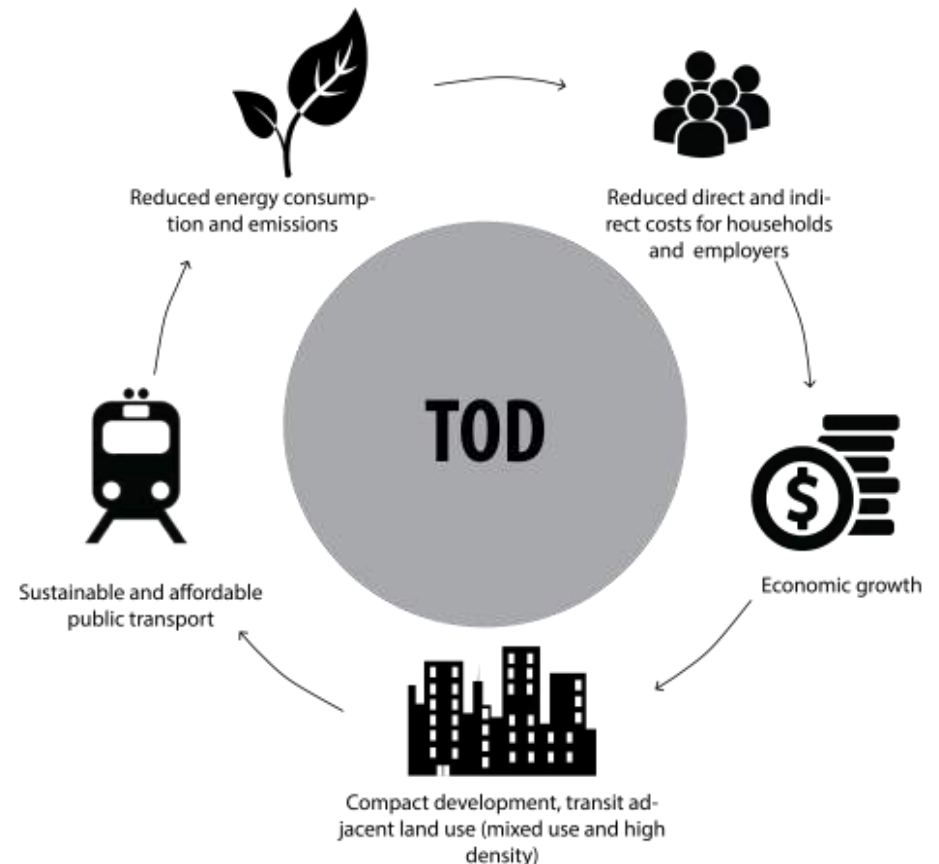 Reduced energy consump-
tion and emissions
Reduced direct and indi-
rect costs for households
and employers
TOD
$
Economic growth
Sustainable and affordable
public transport
Compact development, transit ad-
jacent land use (mixed use and high
density)